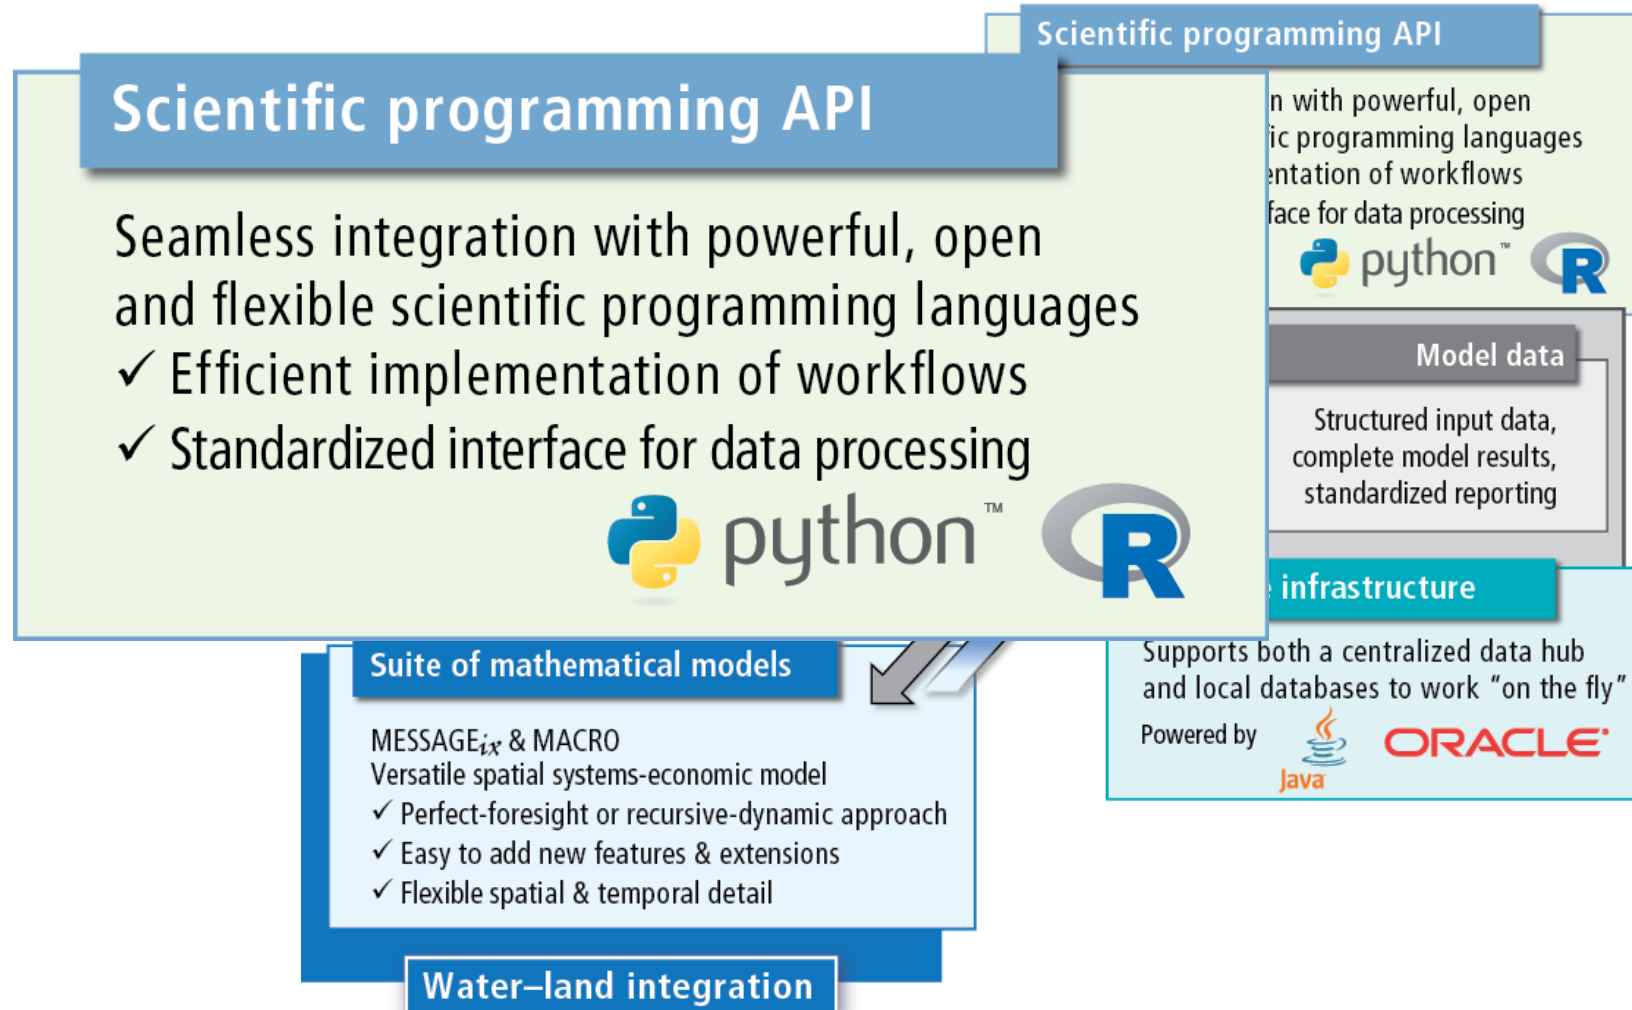 Scientific programming API
Seamless integration with powerful, open
and flexible scientific programming languages
✓ Efficient implementation of workflows
✓ Standardized interface for data processing
python™ R
Scientific programming API
with powerful, open
programming languages
of workflows
for data processing
python™ R
Model data
Structured input data,
complete model results,
standardized reporting
infrastructure
Supports both a centralized data hub
and local databases to work “on the fly”
Powered by Java ORACLE
Suite of mathematical models
MESSAGEix & MACRO
Versatile spatial systems-economic model
✓ Perfect-foresight or recursive-dynamic approach
✓ Easy to add new features & extensions
✓ Flexible spatial & temporal detail
Water–land integration